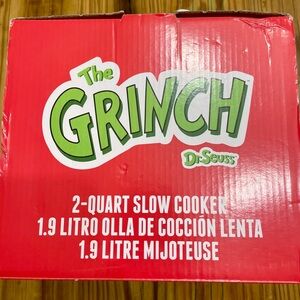 The
GRINCH
Dr. Seuss
2-QUART SLOW COOKER
1.9 LITRO OLLA DE COCCIÓN LENTA
1.9 LITRE MIJOTEUSE